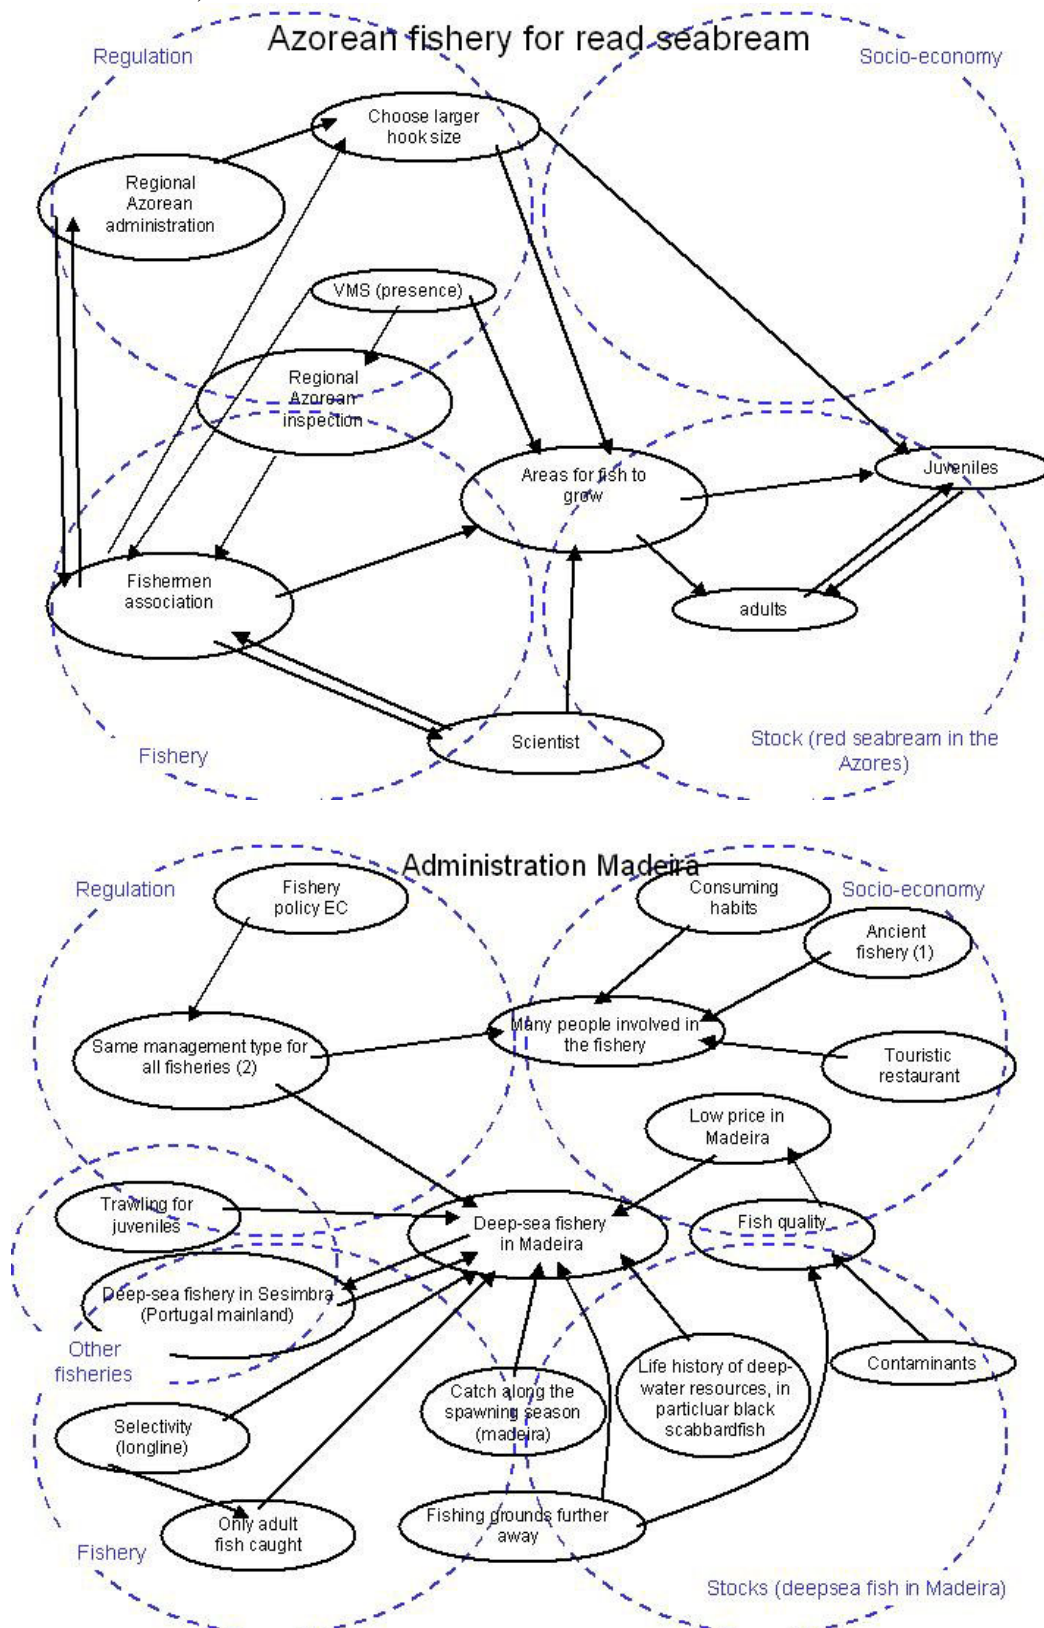 Azorean fishery for read seabream
Regulation
Socio-economy
Choose larger
hook size
Regional
Azorean
administration
VMS (presence)
Regional
Azorean
inspection
Areas for fish to
grow
Juveniles
Fishermen
association
adults
Scientist
Fishery
Stock (red seabream in the
Azores)
Administration Madeira
Regulation
Socio-economy
Fishery
policy EC
Consuming
habits
Ancient
fishery (1)
Same management type for
all fisheries (2)
Many people involved in
the fishery
Touristic
restaurant
Low price in
Madeira
Trawling for
juveniles
Deep-sea fishery
in Madeira
Fish quality
Deep-sea fishery in Sesimbra
(Portugal mainland)
Other
fisheries
Contaminants
Selectivity
(longline)
Catch along the
spawning season
(madeira)
Life history of deep-
water resources, in
particluar black
scabbardfish
Only adult
fish caught
Fishing grounds further
away
Fishery
Stocks (deepsea fish in Madeira)